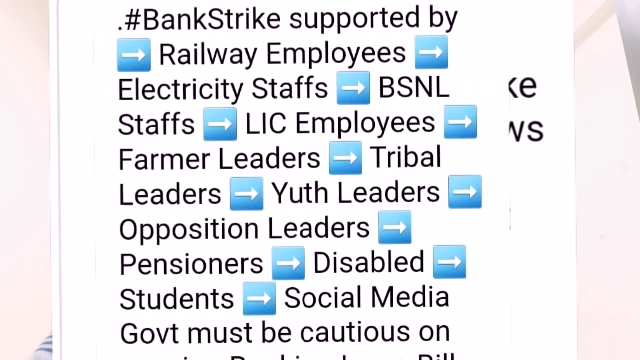 .#BankStrike supported by
➡️ Railway Employees ➡️
Electricity Staffs ➡️ BSNL
Staffs ➡️ LIC Employees ➡️
Farmer Leaders ➡️ Tribal
Leaders ➡️ Yuth Leaders ➡️
Opposition Leaders ➡️
Pensioners ➡️ Disabled ➡️
Students ➡️ Social Media
Govt must be cautious on